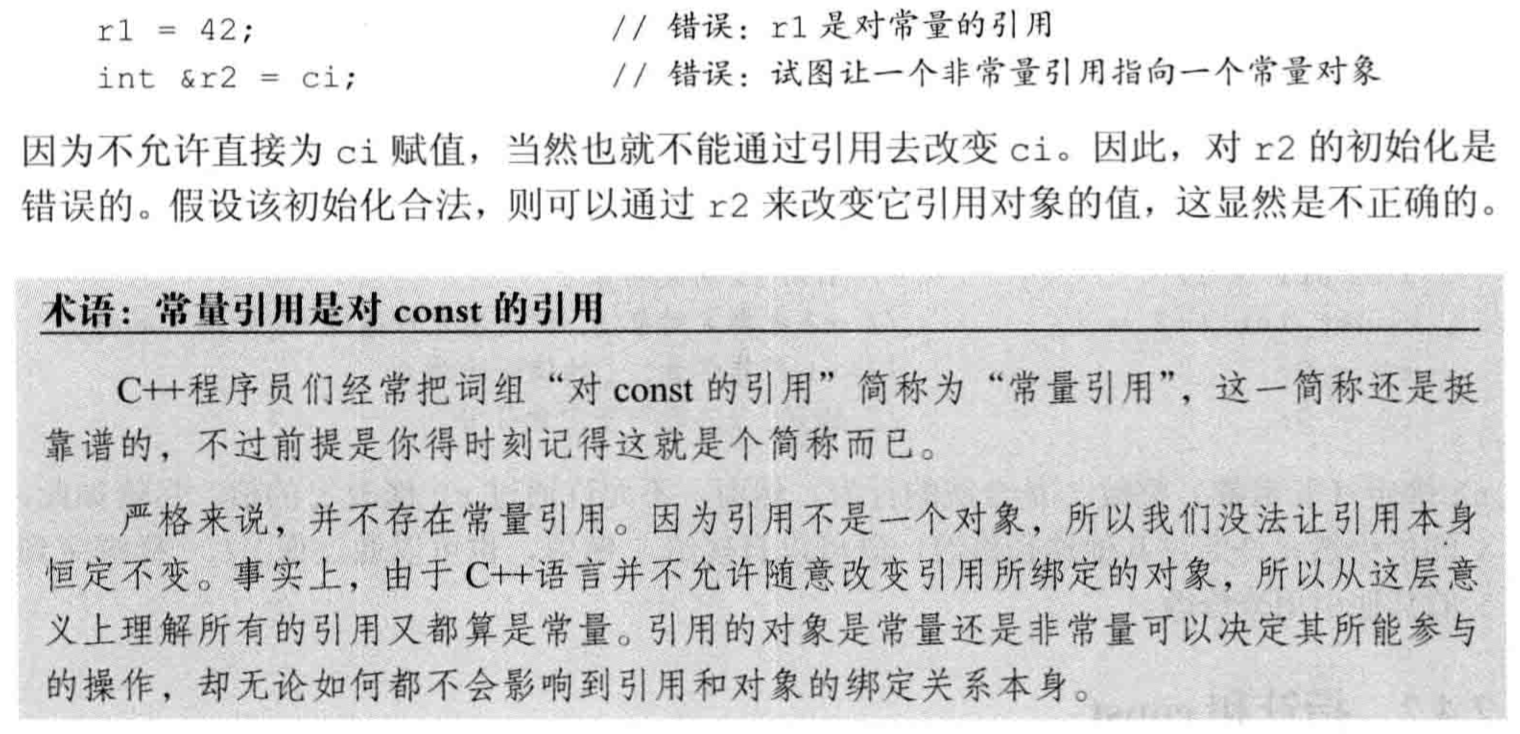 r1 = 42; // 错误：r1 是对常量的引用
int &r2 = ci; // 错误：试图让一个非常量引用指向一个常量对象
因为不允许直接为 ci 赋值，当然也就不能通过引用去改变 ci。因此，对 r2 的初始化是
错误的。假设该初始化合法，则可以通过 r2 来改变它引用对象的值，这显然是不正确的。
术语：常量引用是对 const 的引用
C++程序员们经常把词组“对 const 的引用”简称为“常量引用”，这一简称还是挺
靠谱的，不过前提是你得时刻记得这就是个简称而已。
严格来说，并不存在常量引用。因为引用不是一个对象，所以我们没法让引用本身
恒定不变。事实上，由于 C++语言并不允许随意改变引用所绑定的对象，所以从这层意
义上理解所有的引用又都算是常量。引用的对象是常量还是非常量可以决定其所能参与
的操作，却无论如何都不会影响到引用和对象的绑定关系本身。